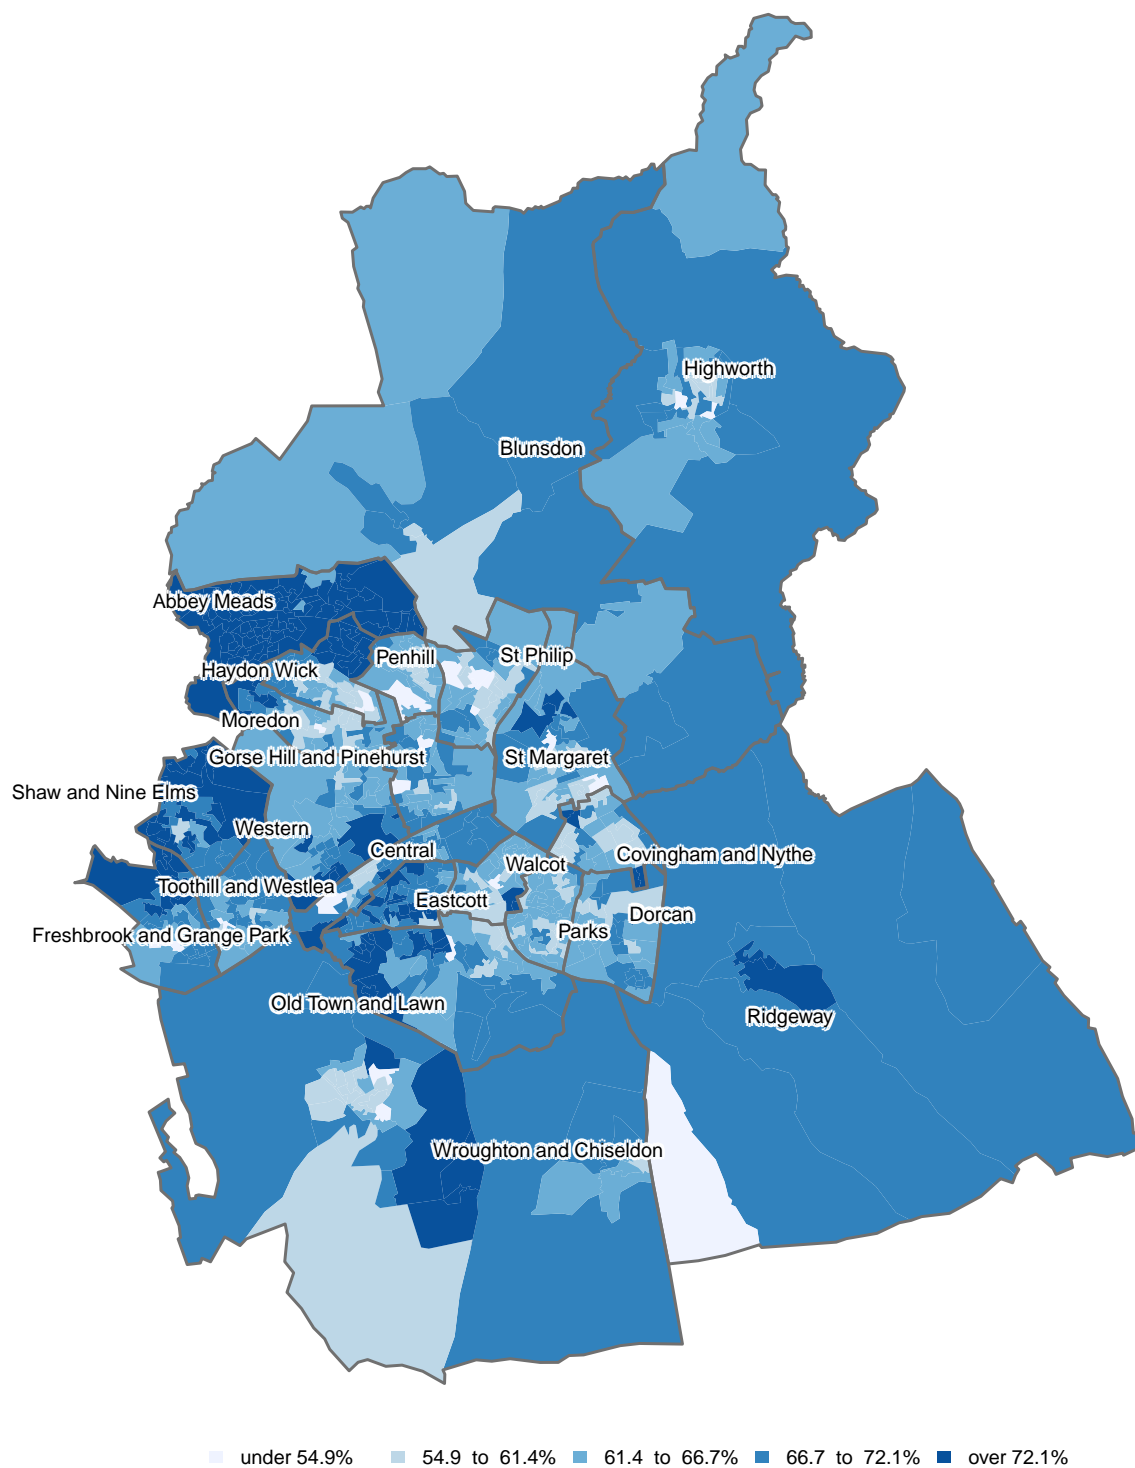 Highworth
Blunsdon
Abbey Meads
Penhill
St Philip
Haydon Wick
Moredon
Gorse Hill and Pinehurst
St Margaret
Shaw and Nine Elms
Western
Central
Covingham and Nythe
Walcot
Toothill and Westlea
Eastcott
Dorcan
Freshbrook and Grange Park
Parks
Old Town and Lawn
Ridgeway
Wroughton and Chiseldon
under 54.9%
54.9 to 61.4%
61.4 to 66.7%
66.7 to 72.1%
over 72.1%